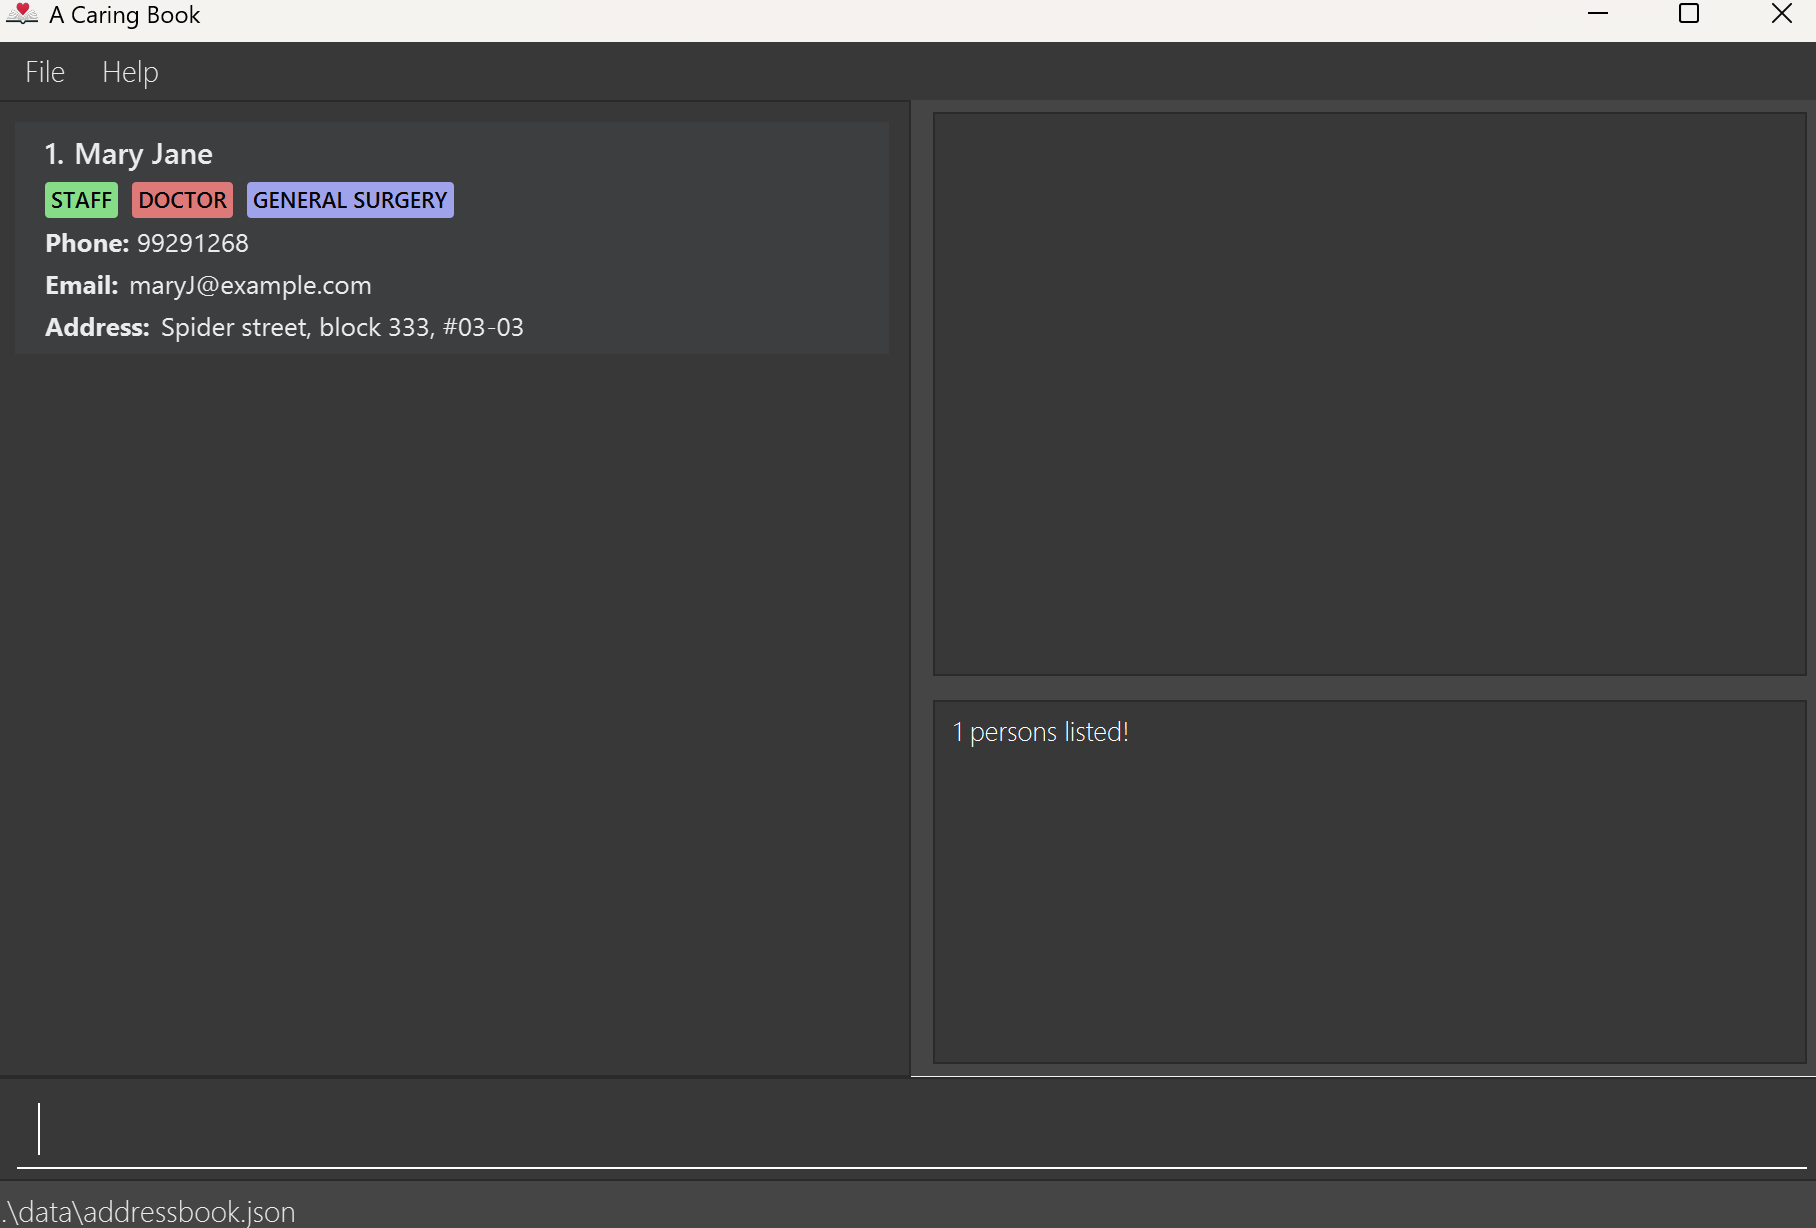 A Caring Book
File Help
1. Mary Jane
STAFF DOCTOR GENERAL SURGERY
Phone: 99291268
Email: maryJ@example.com
Address: Spider street, block 333, #03-03
1 persons listed!
.\data\addressbook.json